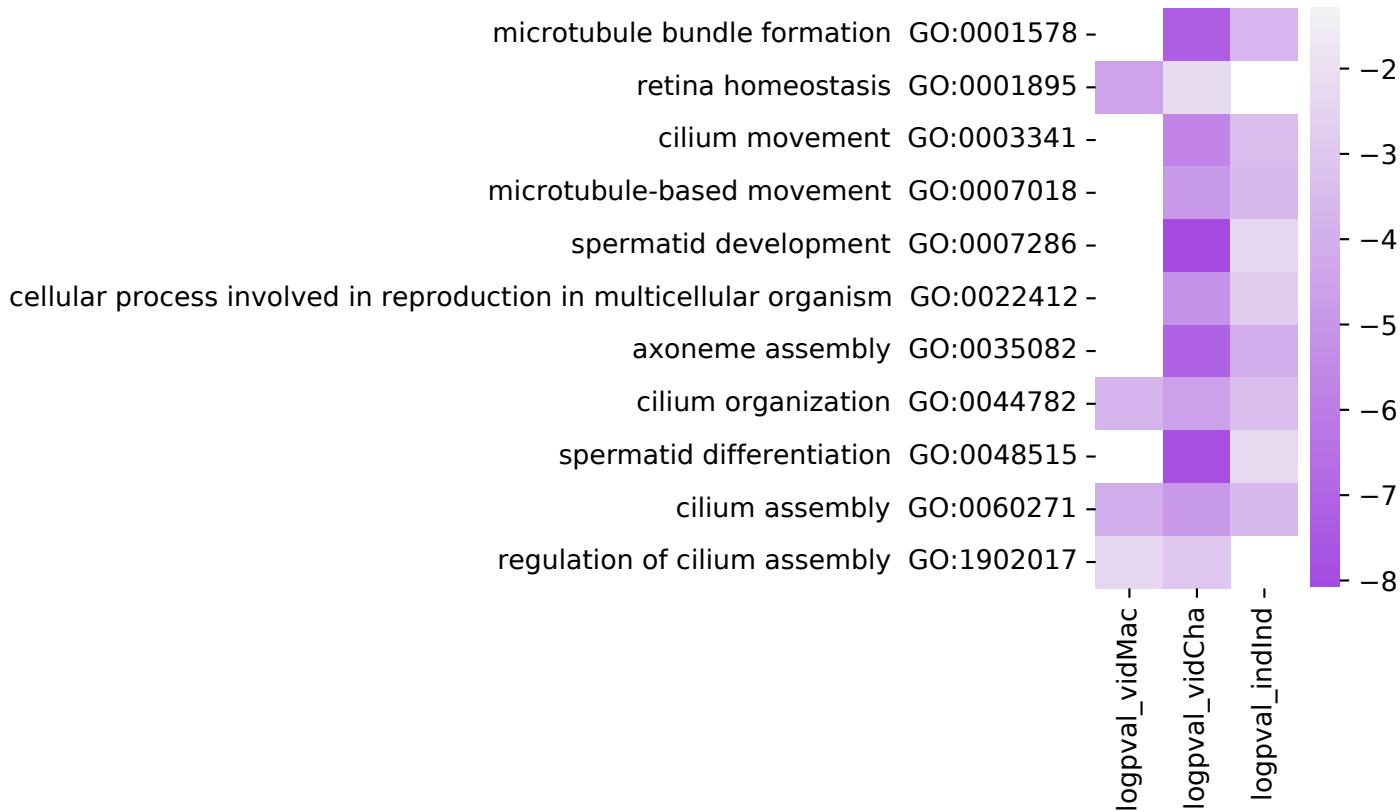 microtubule bundle formation GO:0001578
retina homeostasis GO:0001895
cilium movement GO:0003341
microtubule-based movement GO:0007018
spermatid development GO:0007286
cellular process involved in reproduction in multicellular organism GO:0022412
axoneme assembly GO:0035082
cilium organization GO:0044782
spermatid differentiation GO:0048515
cilium assembly GO:0060271
regulation of cilium assembly GO:1902017
logpval_vidMac
logpval_vidCha
logpval_indInd
−2
−3
−4
−5
−6
−7
−8